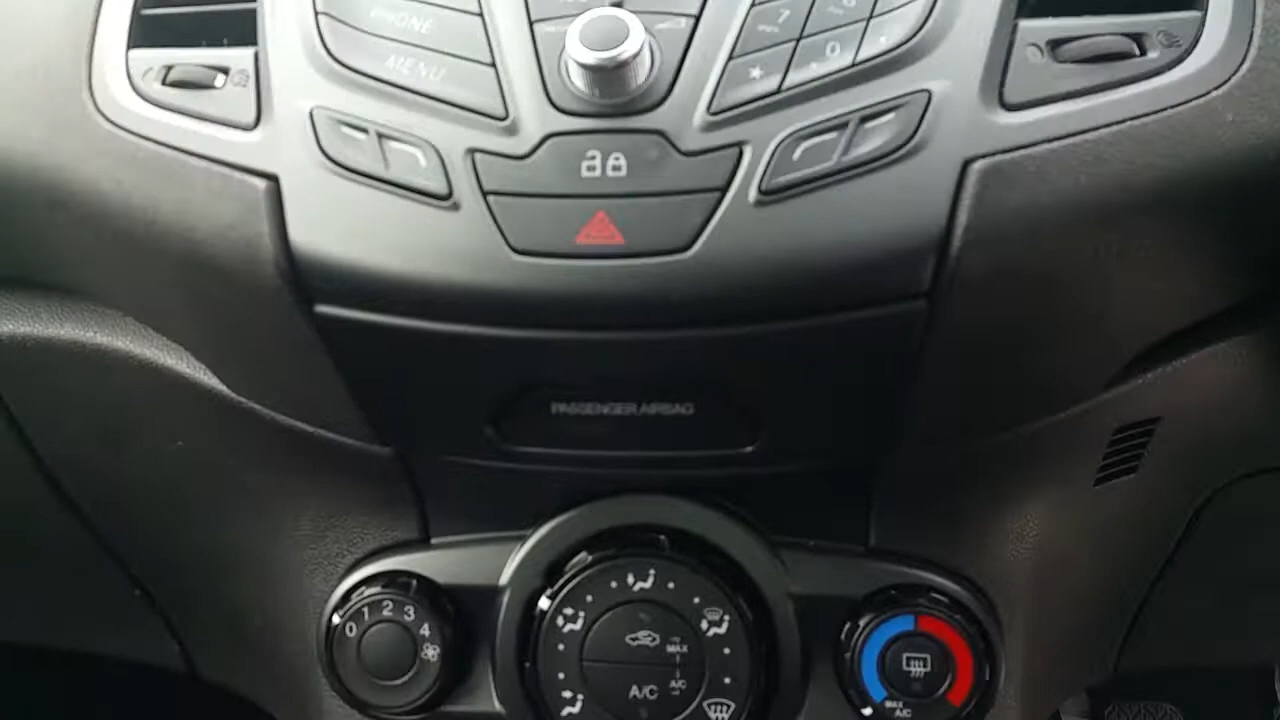 PHONE
MENU
7
0
*
PASSENGER AIRBAG
0 1 2 3 4
MAX
A/C
A/C
MAX
A/C